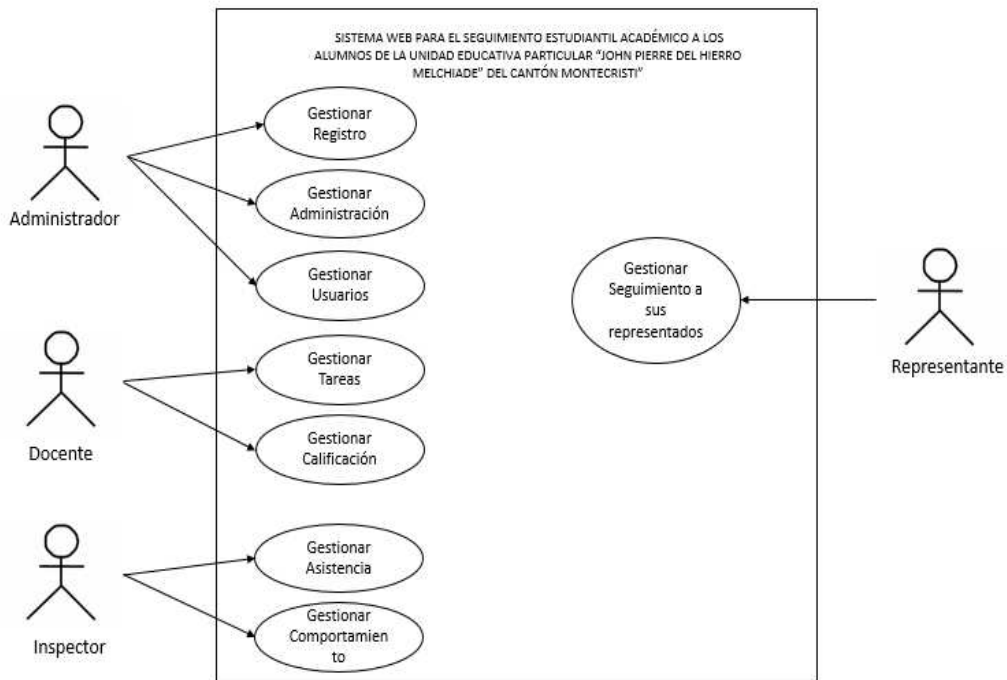 SISTEMA WEB PARA EL SEGUIMIENTO ESTUDIANTIL ACADÉMICO A LOS
ALUMNOS DE LA UNIDAD EDUCATIVA PARTICULAR “JOHN PIERRE DEL HIERRO
MELCHIADE” DEL CANTÓN MONTECRISTI”
Gestionar
Registro
Gestionar
Administración
Gestionar
Usuarios
Administrador
Gestionar
Seguimiento a
sus
representados
Representante
Gestionar
Tareas
Gestionar
Calificación
Docente
Gestionar
Asistencia
Gestionar
Comportamien
to
Inspector